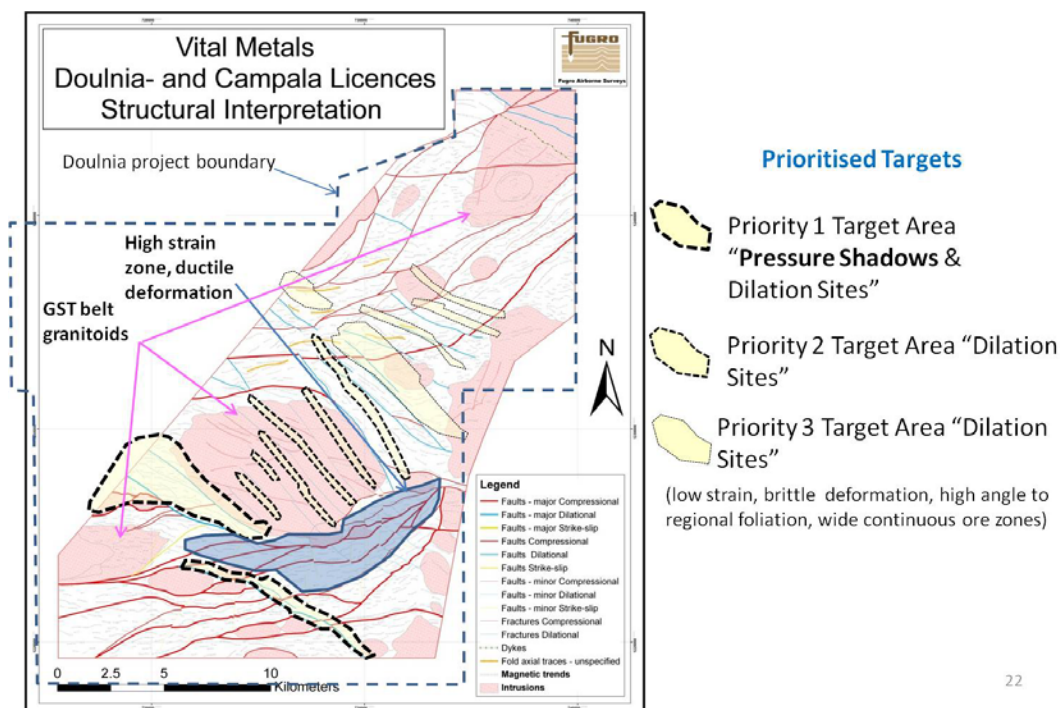 Vital Metals
Doulnia- and Campala Licences
Structural Interpretation
FUGRO
Fugro Airborne Surveys
Doulnia project boundary
High strain
zone, ductile
deformation
GST belt
granitoids
N
Legend
Faults - major Compressional
Faults - major Dilational
Faults - major Strike-slip
Faults Compressional
Faults Dilational
Faults Strike-slip
Faults - minor Compressional
Faults - minor Dilational
Faults - minor Strike-slip
Fractures Compressional
Fractures Dilational
Dykes
Fold axial traces - unspecified
Magnetic trends
Intrusions
0 2.5 5 10
Kilometers
Prioritised Targets
Priority 1 Target Area
“Pressure Shadows &
Dilation Sites”
Priority 2 Target Area “Dilation
Sites”
Priority 3 Target Area “Dilation
Sites”
(low strain, brittle deformation, high angle to
regional foliation, wide continuous ore zones)
22